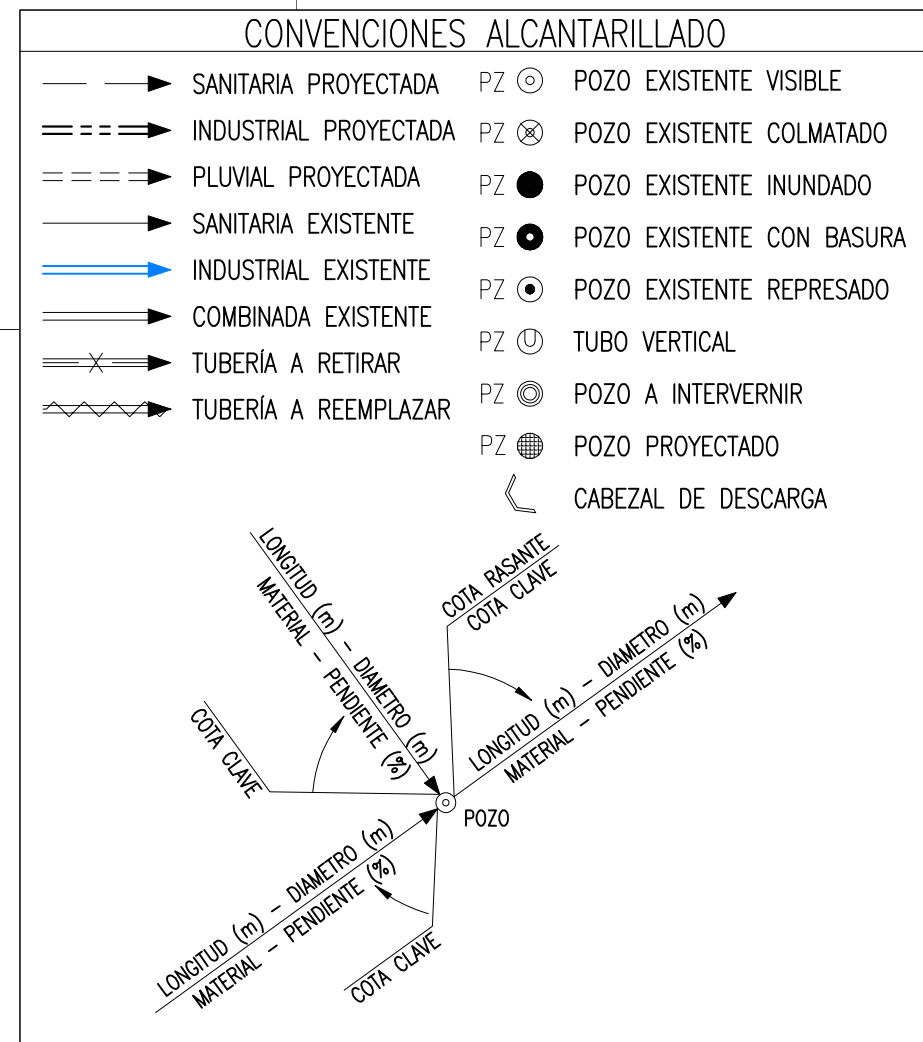 CONVENCIONES ALCANTARILLADO
SANITARIA PROYECTADA
INDUSTRIAL PROYECTADA
PLUVIAL PROYECTADA
SANITARIA EXISTENTE
INDUSTRIAL EXISTENTE
COMBINADA EXISTENTE
TUBERÍA A RETIRAR
TUBERÍA A REEMPLAZAR
PZ POZO EXISTENTE VISIBLE
PZ POZO EXISTENTE COLMATADO
PZ POZO EXISTENTE INUNDADO
PZ POZO EXISTENTE CON BASURA
PZ POZO EXISTENTE REPRESADO
PZ TUBO VERTICAL
PZ POZO A INTERVERNIR
PZ POZO PROYECTADO
CABEZAL DE DESCARGA
LONGITUD (m) - DIAMETRO (m)
MATERIAL - PENDIENTE (%)
COTA RASANTE
COTA CLAVE
LONGITUD (m) - DIAMETRO (m)
MATERIAL - PENDIENTE (%)
COTA CLAVE
POZO
LONGITUD (m) - DIAMETRO (m)
MATERIAL - PENDIENTE (%)
COTA CLAVE